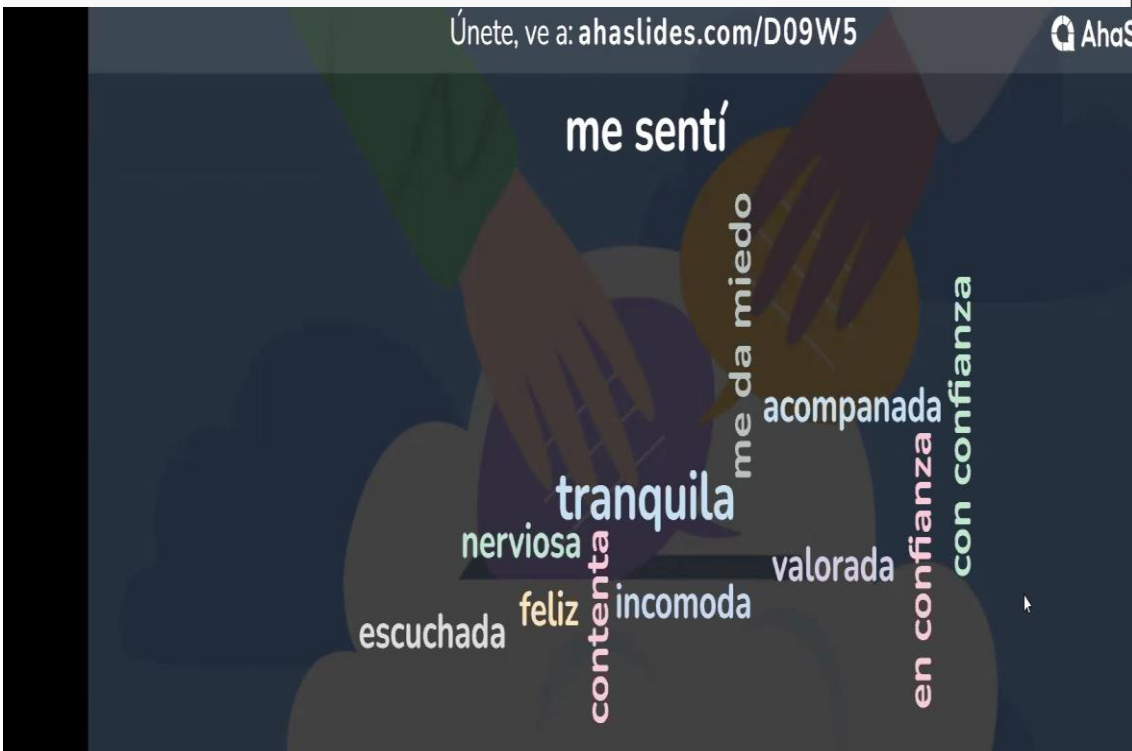 Únete, ve a: ahaslides.com/D09W5
AhaS
me sentí
me da miedo
con confianza
acompanada
en confianza
tranquila
nerviosa
contenta
valorada
feliz
incomoda
escuchada